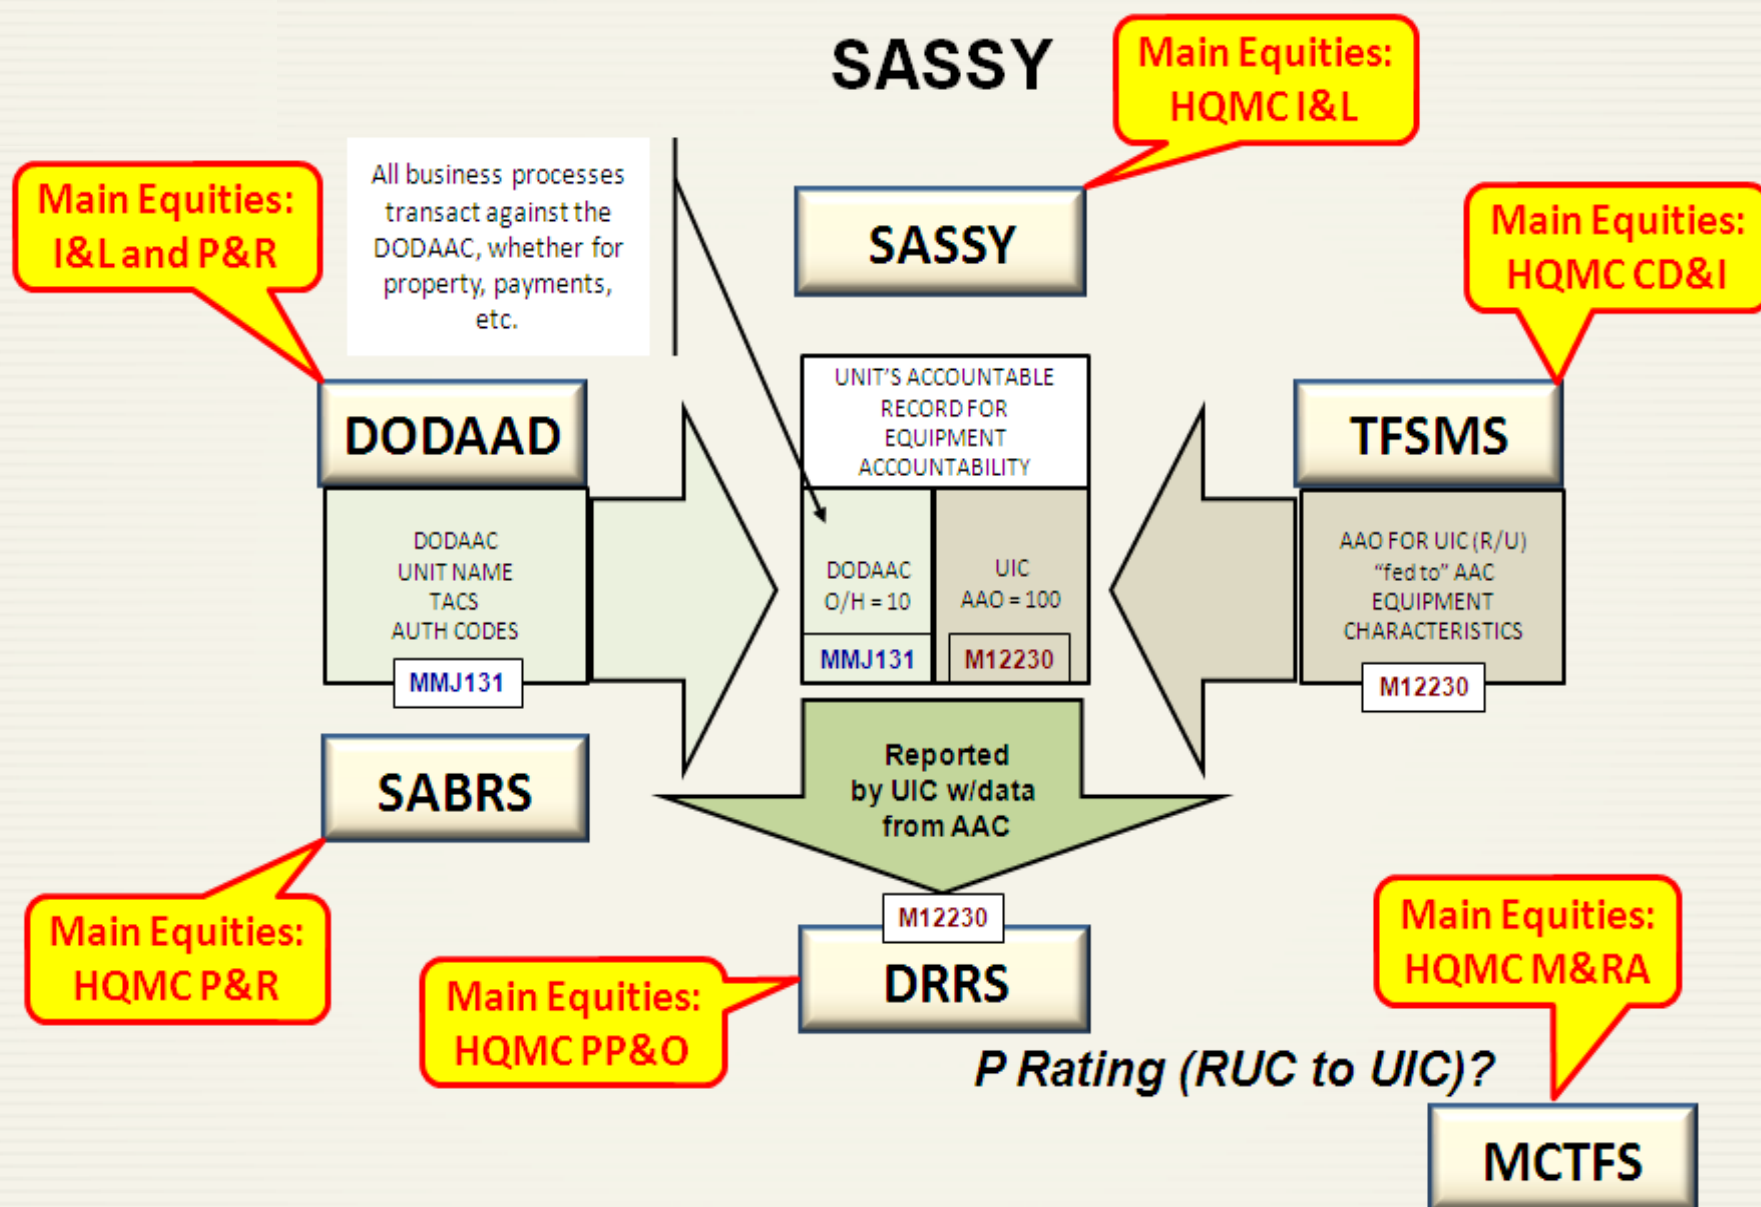 SASSY
Main Equities:
HQMC I&L
All business processes
transact against the
DODAAC, whether for
property, payments,
etc.
Main Equities:
I&L and P&R
SASSY
Main Equities:
HQMC CD&I
DODAAD
DODAAC
UNIT NAME
TACS
AUTH CODES
MMJ131
UNIT'S ACCOUNTABLE
RECORD FOR
EQUIPMENT
ACCOUNTABILITY
DODAAC
O/H = 10
MMJ131
UIC
AAO = 100
M12230
TFSMS
AAO FOR UIC (R/U)
“fed to” AAC
EQUIPMENT
CHARACTERISTICS
M12230
SABRS
Main Equities:
HQMC P&R
Reported
by UIC w/data
from AAC
M12230
DRRS
Main Equities:
HQMC PP&O
P Rating (RUC to UIC)?
Main Equities:
HQMC M&RA
MCTFS